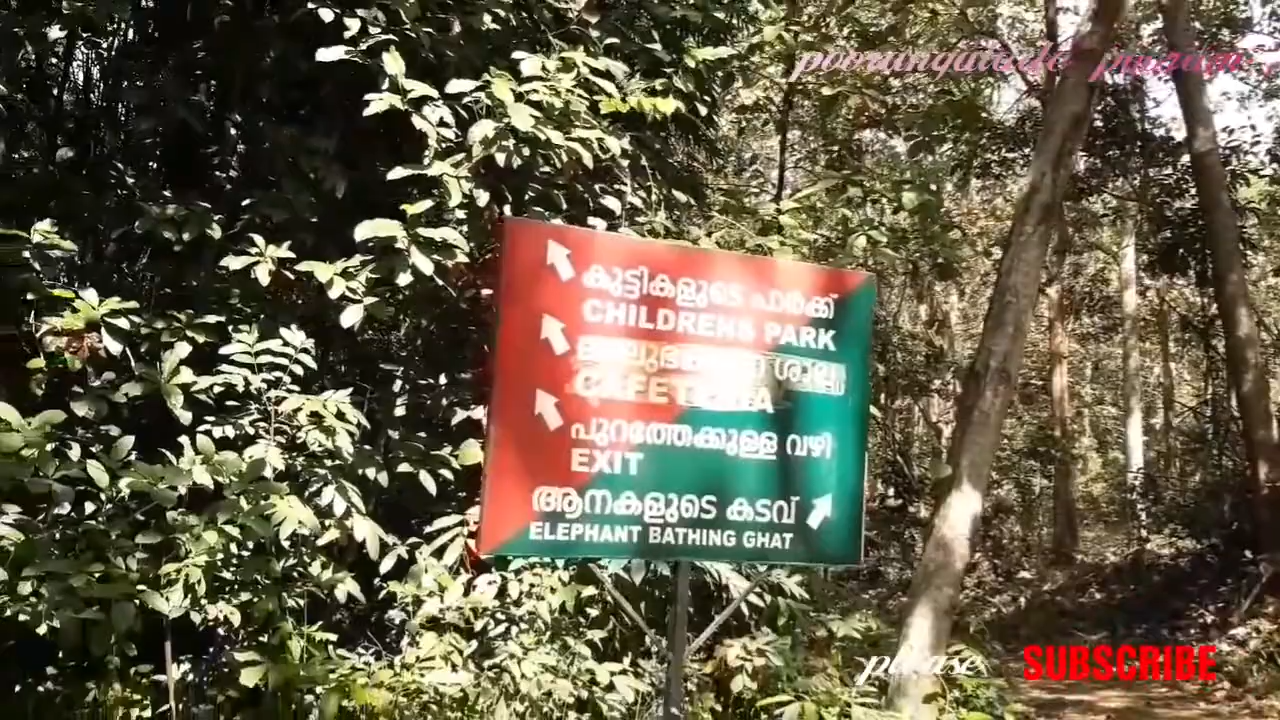 കുട്ടികളുടെ പാർക്ക്
CHILDRENS PARK
CAFETERIA
പുറത്തേക്കുള്ള വഴി
EXIT
ആനകളുടെ കടവ്
ELEPHANT BATHING GHAT
please SUBSCRIBE